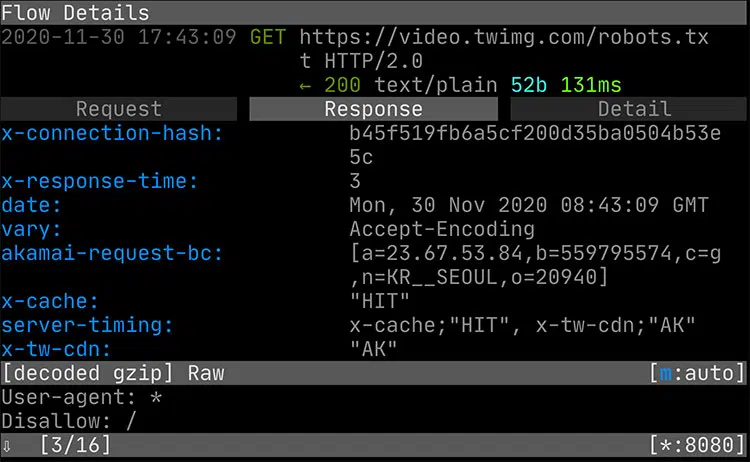 Flow Details
2020-11-30 17:43:09 GET https://video.twimg.com/robots.tx
t HTTP/2.0
← 200 text/plain 52b 131ms
Request Response Detail
x-connection-hash: b45f519fb6a5cf200d35ba0504b53e
5c
x-response-time: 3
date: Mon, 30 Nov 2020 08:43:09 GMT
vary: Accept-Encoding
akamai-request-bc: [a=23.67.53.84,b=559795574,c=g
,n=KR__SEOUL,o=20940]
x-cache: "HIT"
server-timing: x-cache;"HIT", x-tw-cdn;"AK"
x-tw-cdn: "AK"
[decoded gzip] Raw [m:auto]
User-agent: *
Disallow: /
⇩ [3/16] [*:8080]